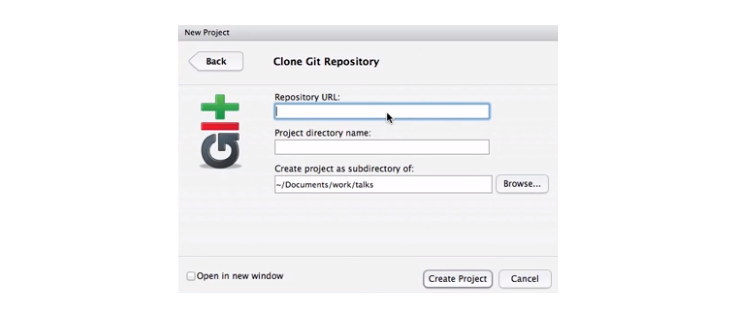 New Project
Back
Clone Git Repository
Repository URL:
Project directory name:
Create project as subdirectory of:
~/Documents/work/talks
Browse...
Open in new window
Create Project
Cancel